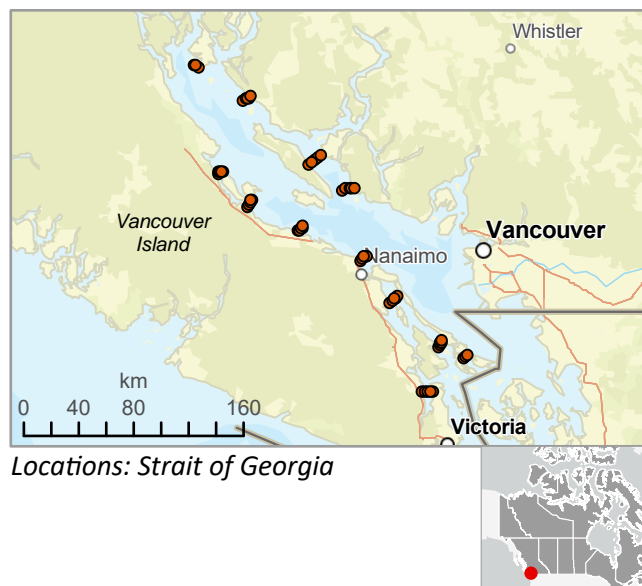 Whistler
Vancouver
Island
Vancouver
Nanaimo
km
0 40 80 160
Victoria
Locations: Strait of Georgia